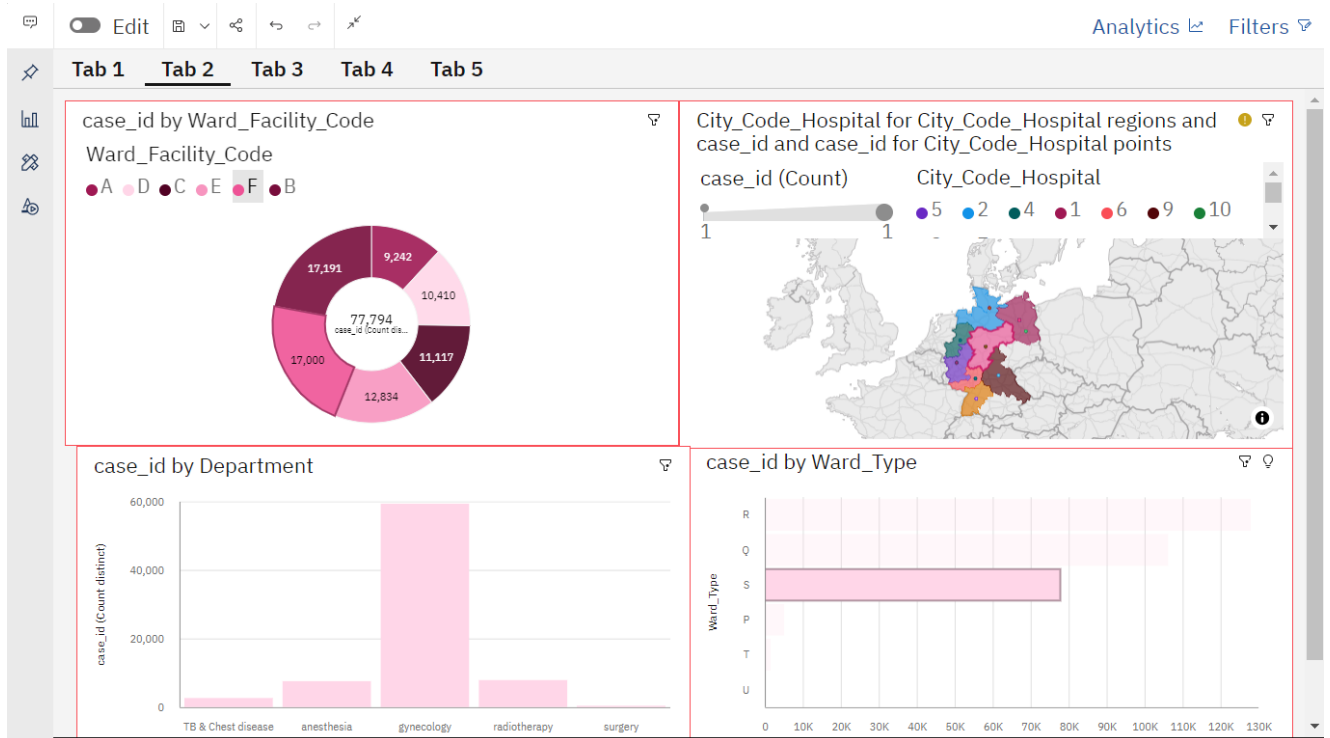 Edit
Analytics
Filters
Tab 1 Tab 2 Tab 3 Tab 4 Tab 5
case_id by Ward_Facility_Code
Ward_Facility_Code
A D C E F B
17,191
9,242
10,410
77,794
case_id (Count dis...
11,117
17,000
12,834
City_Code_Hospital for City_Code_Hospital regions and
case_id and case_id for City_Code_Hospital points
case_id (Count)
1 1
City_Code_Hospital
5 2 4 1 6 9 10
case_id by Department
case_id (Count distinct)
60,000
40,000
20,000
0
TB & Chest disease anesthesia gynecology radiotherapy surgery
case_id by Ward_Type
Ward_Type
R
Q
S
P
T
U
0 10K 20K 30K 40K 50K 60K 70K 80K 90K 100K 110K 120K 130K